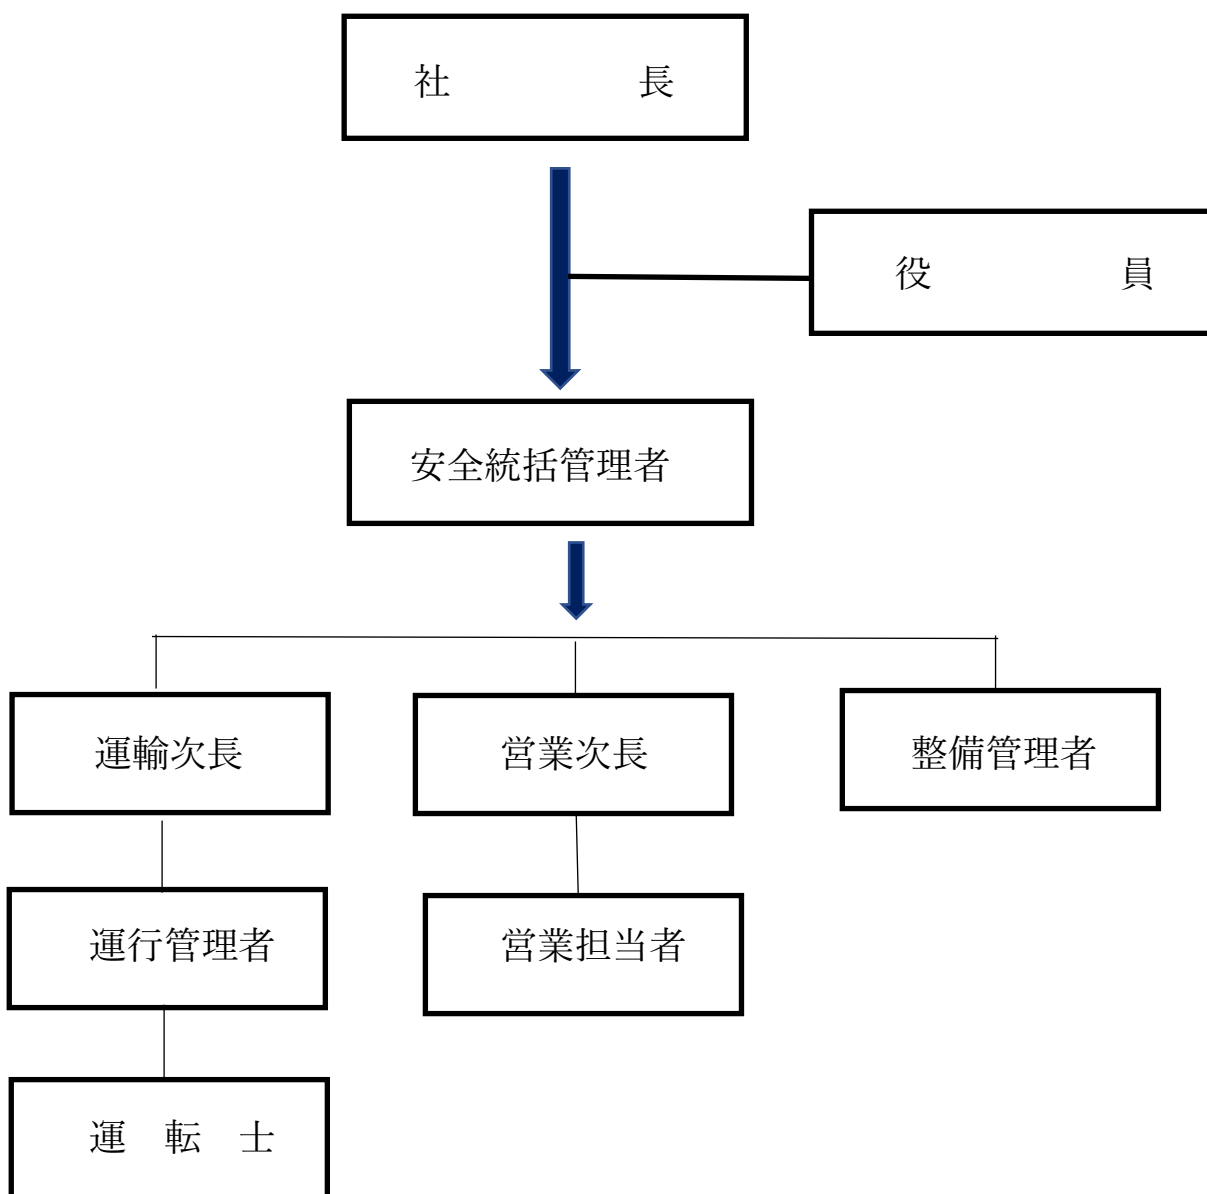 社　　　　　長
役　　　　　員
安全統括管理者
運輸次長
営業次長
整備管理者
運行管理者
営業担当者
運　転　士